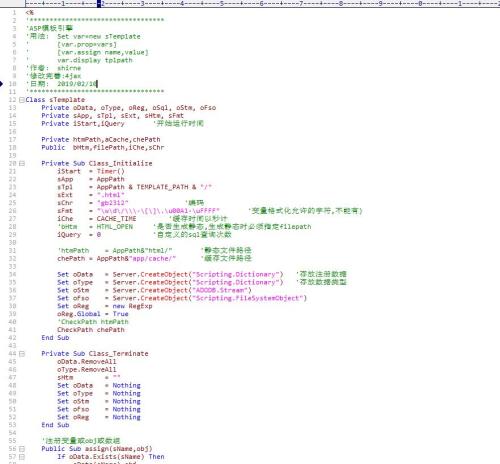 <%
'**********************************
'ASP模板引擎
'用法:  Set var=new sTemplate
'       [var.prop=vars]
'       [var.assign name,value]
'       var.display tplpath
'作者:  shirne
'修改完善:4jax
'日期:  2019/02/10
'**********************************
Class sTemplate
Private oData, oType, oReg, oSql, oStm, oFso
Private sApp, sTpl, sExt, sHtm, sFmt
Private iStart,iQuery '开始运行时间
Private htmPath,aCache,chePath
Public bHtm,filePath,iChe,sChr
Private Sub Class_Initialize
iStart = Timer()
sApp = AppPath
sTpl = AppPath & TEMPLATE_PATH & "/"
sExt = ".html"
sChr = "gb2312" '编码
sFmt = "\w\d\/\\\-\[\]\.\u00A1-\uFFFF" '变量格式化允许的字符,不能有)
iChe = CACHE_TIME '缓存时间以秒计
'bHtm = HTML_OPEN '是否生成静态,生成静态时必须指定filepath
iQuery = 0 '自定义的sql查询次数
'htmPath = AppPath&"html/" '静态文件路径
chePath = AppPath&"app/cache/" '缓存文件路径
Set oData = Server.CreateObject("Scripting.Dictionary") '存放注册数据
Set oType = Server.CreateObject("Scripting.Dictionary") '存放数据类型
Set oStm = Server.CreateObject("ADODB.Stream")
Set oFso = Server.CreateObject("Scripting.FileSystemObject")
Set oReg = new RegExp
oReg.Global = True
'CheckPath htmPath
CheckPath chePath
End Sub
Private Sub Class_Terminate
oData.RemoveAll
oType.RemoveAll
sHtm = ""
Set oData = Nothing
Set oType = Nothing
Set oStm = Nothing
Set oFso = Nothing
Set oReg = Nothing
End Sub
'注册变量或obj或数组
Public Sub assign(sName,obj)
If oData.Exists(sName) Then